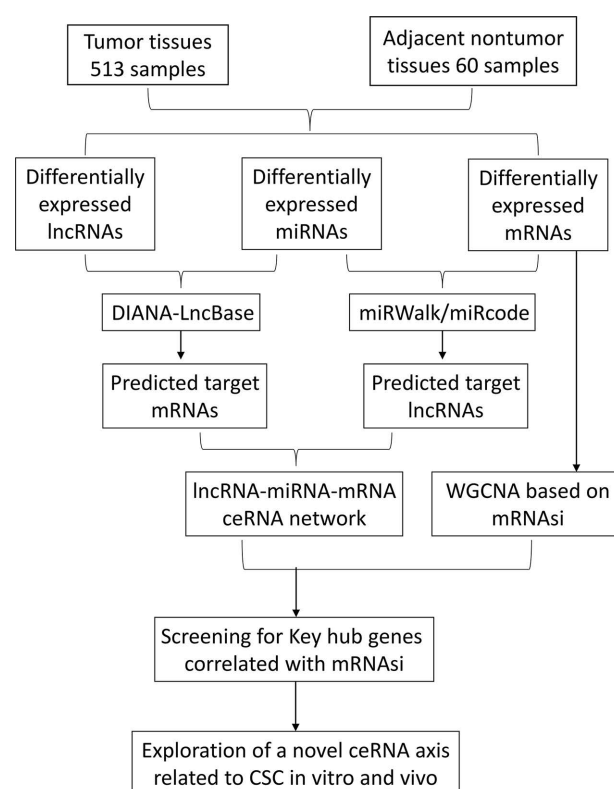 Tumor tissues
513 samples
Adjacent nontumor
tissues 60 samples
Differentially
expressed
lncRNAs
Differentially
expressed
miRNAs
Differentially
expressed
mRNAs
DIANA-LncBase
miRWalk/miRcode
Predicted target
mRNAs
Predicted target
lncRNAs
lncRNA-miRNA-mRNA
ceRNA network
WGCNA based on
mRNAsi
Screening for Key hub genes
correlated with mRNAsi
Exploration of a novel ceRNA axis
related to CSC in vitro and vivo